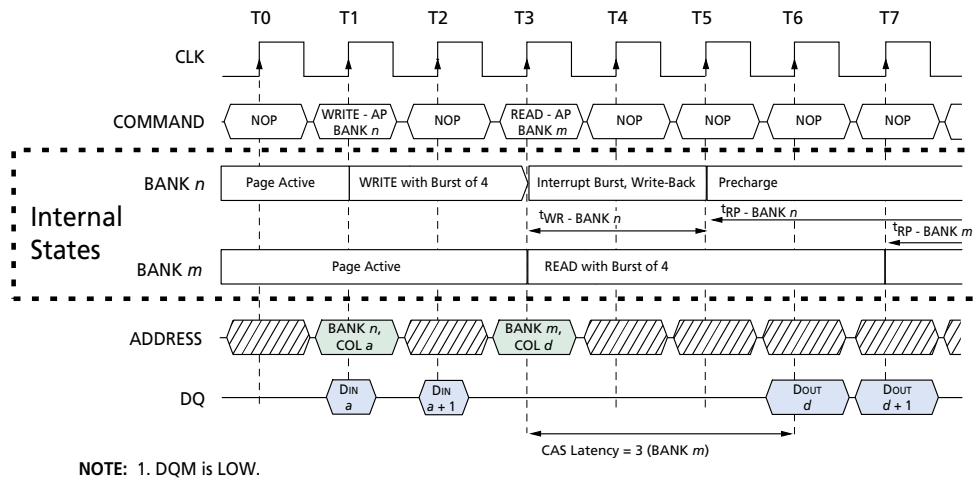 T0 T1 T2 T3 T4 T5 T6 T7
CLK
COMMAND NOP WRITE - AP BANK n NOP READ - AP BANK m NOP NOP NOP NOP
Internal States
BANK n Page Active WRITE with Burst of 4 Interrupt Burst, Write-Back Precharge
tWR - BANK n tRP - BANK n
tRP - BANK m
BANK m Page Active READ with Burst of 4
ADDRESS BANK n, COL a BANK m, COL d
DQ DIN a DIN a + 1 DOUT d DOUT d + 1
CAS Latency = 3 (BANK m)
NOTE: 1. DQM is LOW.